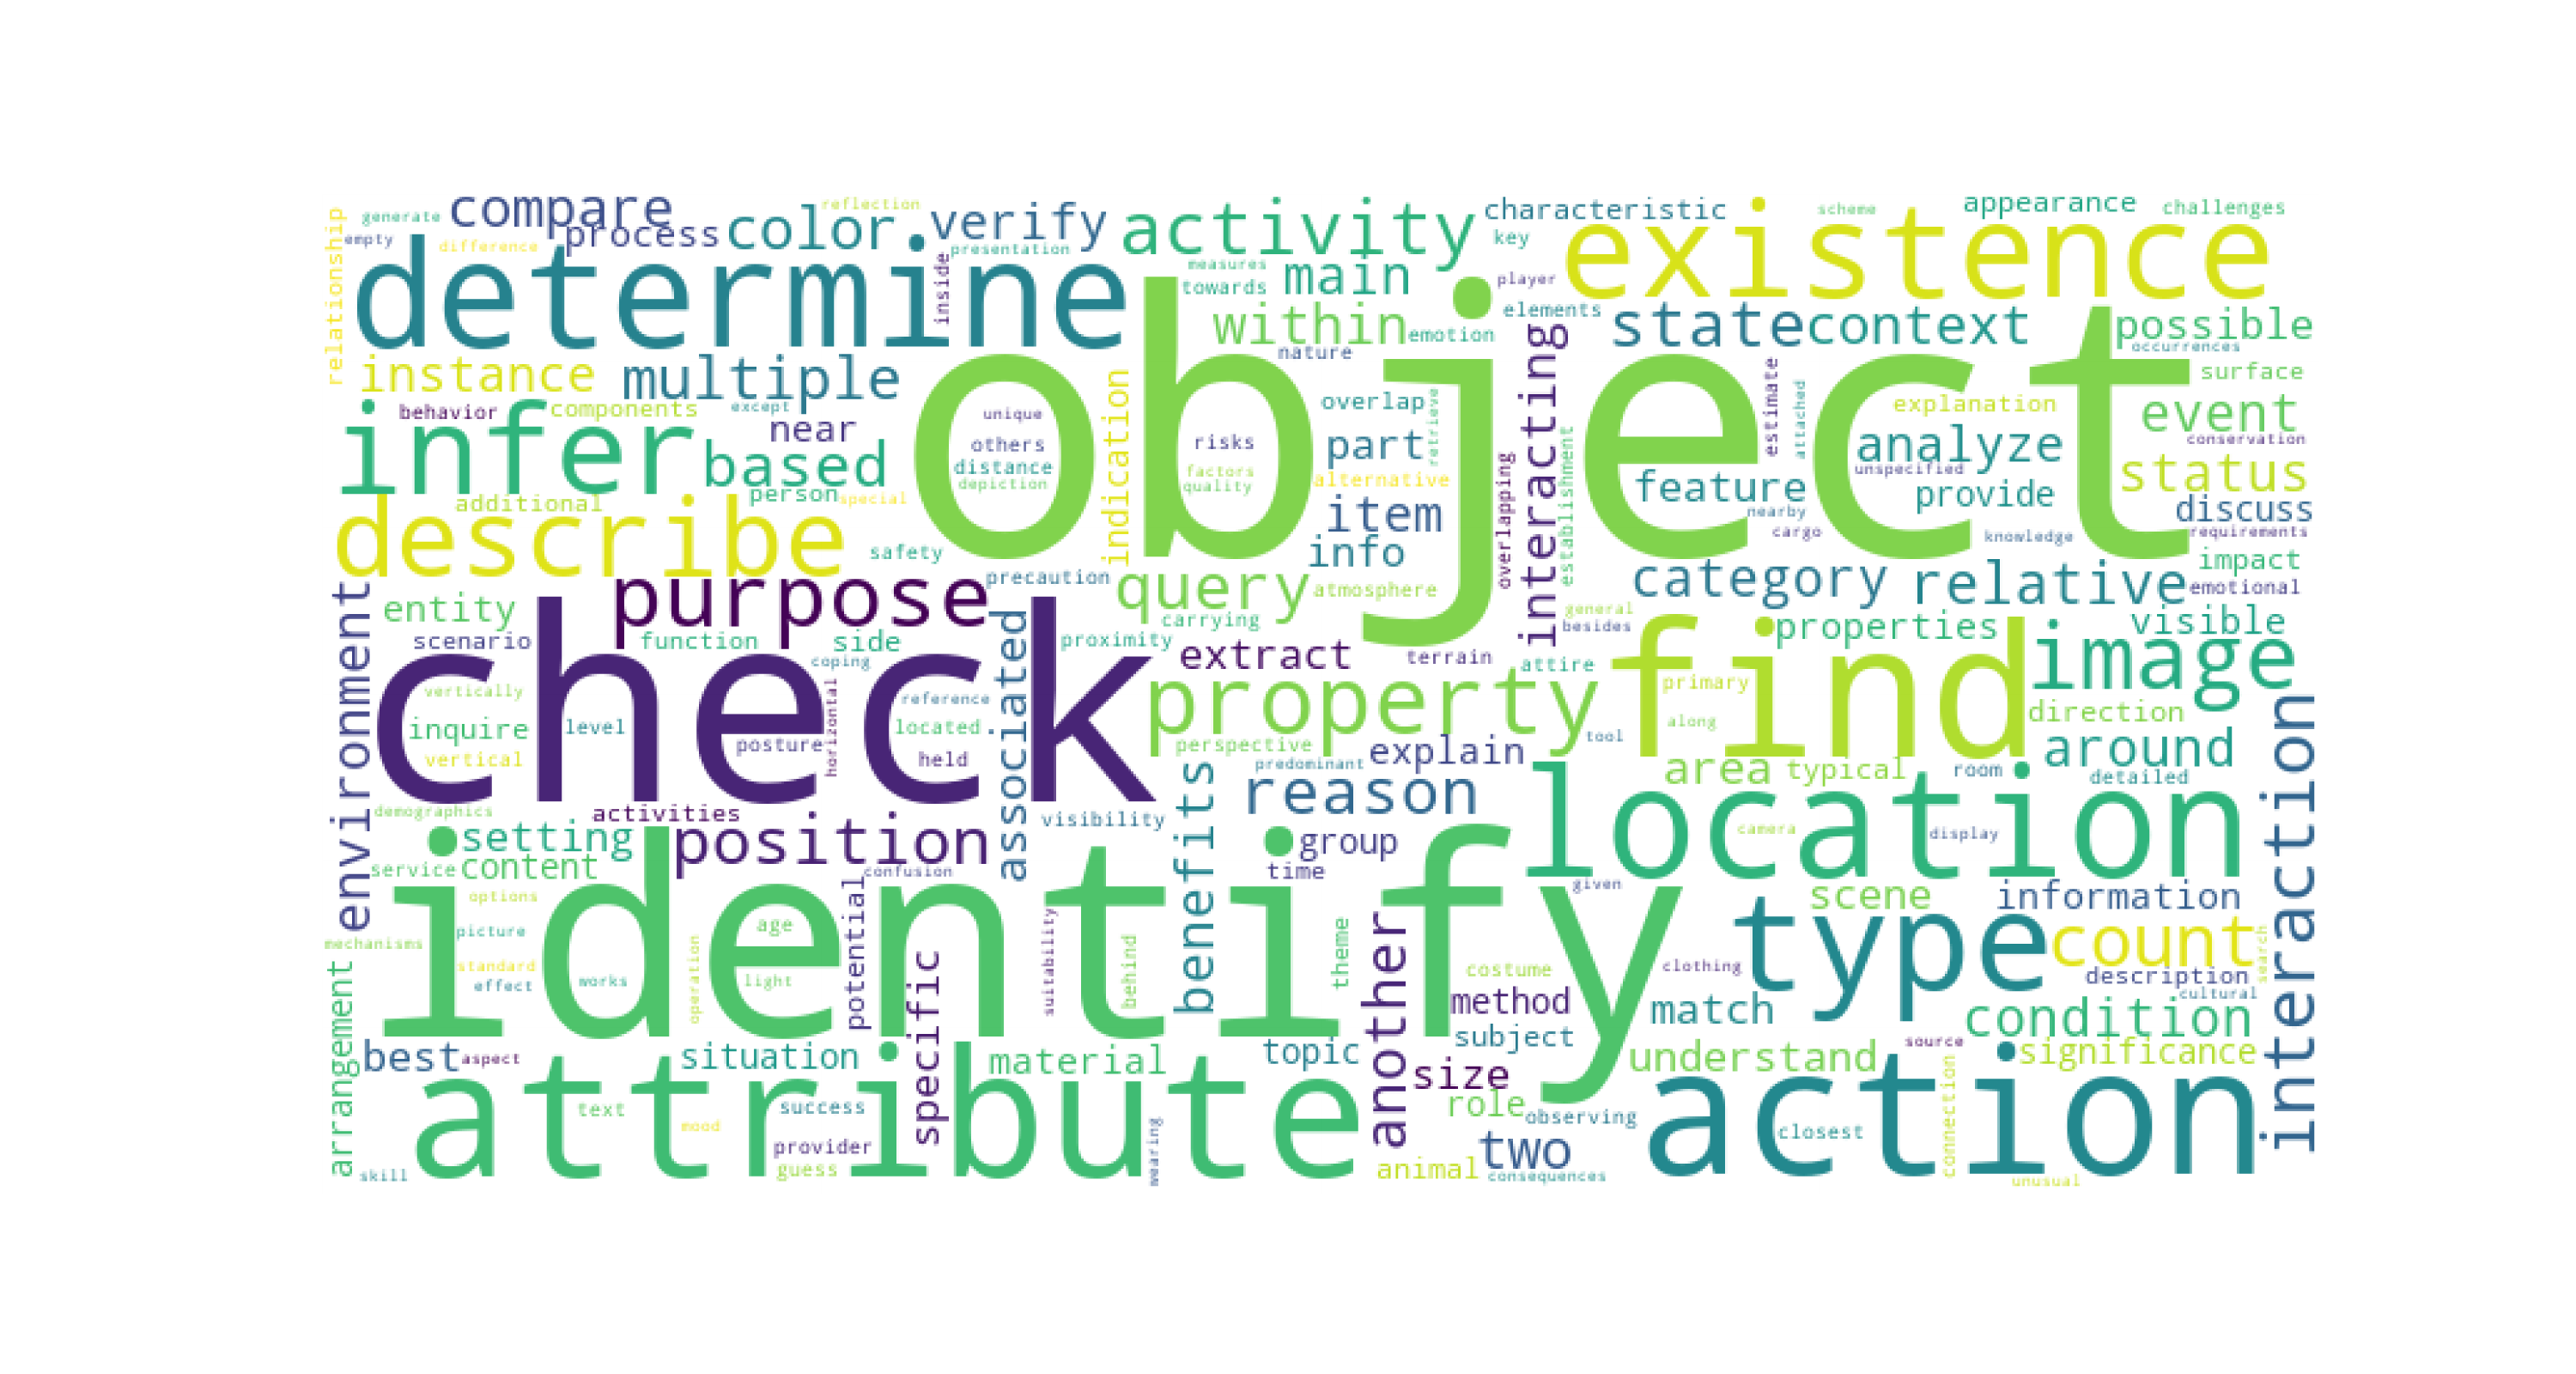 generate
compare
reflection
relationship
empty
difference
process
color
verify
presentation
activity
characteristic
scheme
appearance
challenges
key
existence
determine
inside
measures
towards
main
player
elements
object
within
emotion
state
context
possible
occurrences
instance
multiple
nature
interacting
surface
behavior
components
except
near
unique
indication
overlap
retrieve
estimate
attached
explanation
event
infer
based
others
distance
depiction
risks
factors
quality
part
alternative
analyze
unspecified
conservation
status
additional
person
special
feature
provide
describe
safety
item
info
overlapping
establishment
nearby
cargo
knowledge
discuss
requirements
environment
entity
purpose
precaution
query
atmosphere
carrying
category
relative
impact
emotional
scenario
function
side
associated
proximity
general
besides
properties
visible
check
coping
extract
terrain
attire
find
image
vertically
horizontal
reference
property
primary
inquire
level
posture
located
held
perspective
explain
tool
along
direction
around
vertical
predominant
area
typical
room
detailed
demographics
activities
benefits
reason
location
interaction
setting
position
visibility
group
camera
display
service
content
confusion
time
given
identify
options
potential
another
type
scene
information
mechanisms
picture
age
theme
count
standard
operation
suitability
behind
costume
clothing
search
effect
works
light
specific
method
description
cultural
arrangement
match
condition
best
aspect
situation
material
topic
subject
understand
source
significance
attribute
size
action
text
success
role
observing
connection
closest
mood
provider
wearing
two
skill
guess
animal
consequences
unusual